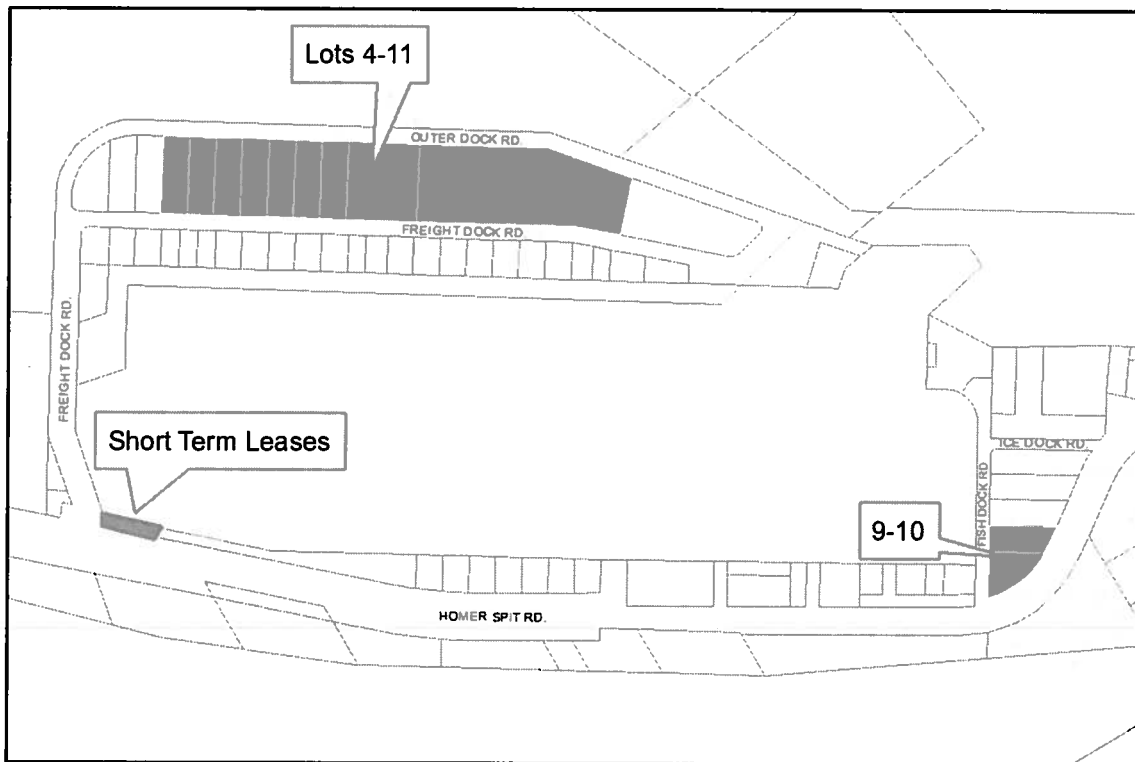 Lots 4-11
OUTER DOCK RD.
FREIGHT DOCK RD.
FREIGHT DOCK RD.
Short Term Leases
ICE DOCK RD.
FISH DOCK RD
9-10
HOMER SPIT RD.